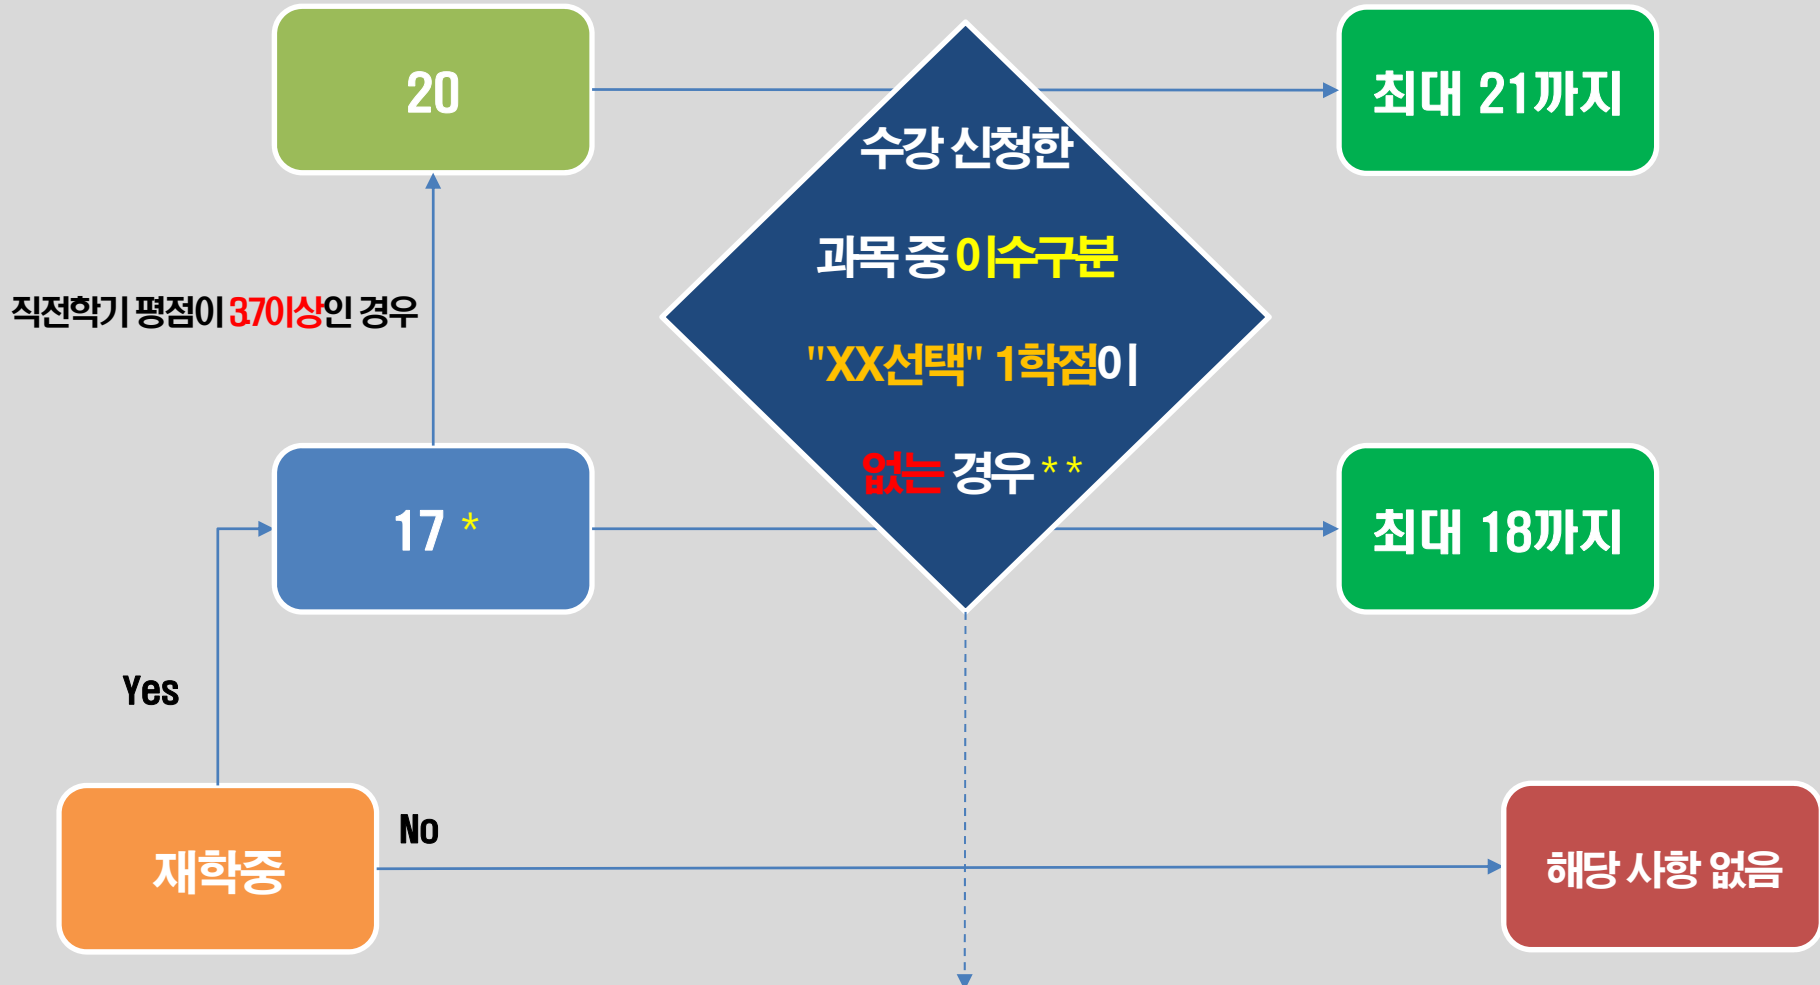 20
최대 21까지
수강 신청한
과목 중 이수구분
"XX선택" 1학점이
없는 경우 **
직전학기 평점이 3.7이상인 경우
17 *
최대 18까지
Yes
재학중
No
해당 사항 없음